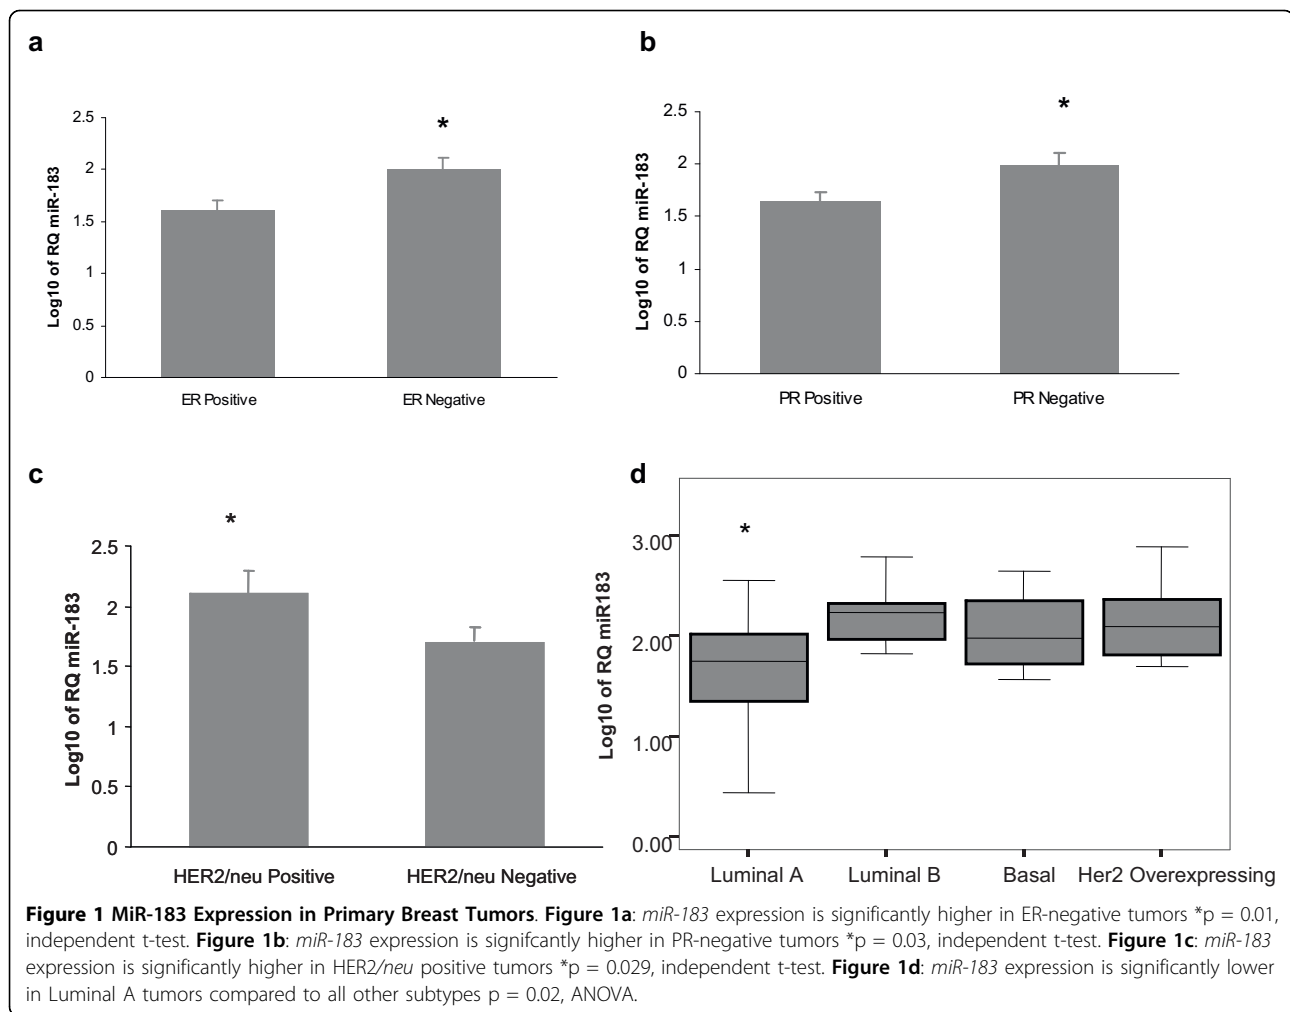 a
2.5
2
1.5
1
0.5
0
Log10 of RQ miR-183
*
ER Positive
ER Negative
b
2.5
2
1.5
1
0.5
0
Log10 of RQ miR-183
*
PR Positive
PR Negative
c
2.5
2
1.5
1
0.5
0
Log10 of RQ miR-183
*
HER2/neu Positive
HER2/neu Negative
d
3.00
2.00
1.00
0.00
Log10 of RQ miR183
*
Luminal A
Luminal B
Basal
Her2 Overexpressing
Figure 1 MiR-183 Expression in Primary Breast Tumors. Figure 1a: miR-183 expression is significantly higher in ER-negative tumors *p = 0.01,
independent t-test. Figure 1b: miR-183 expression is signifcantly higher in PR-negative tumors *p = 0.03, independent t-test. Figure 1c: miR-183
expression is significantly higher in HER2/neu positive tumors *p = 0.029, independent t-test. Figure 1d: miR-183 expression is significantly lower
in Luminal A tumors compared to all other subtypes p = 0.02, ANOVA.